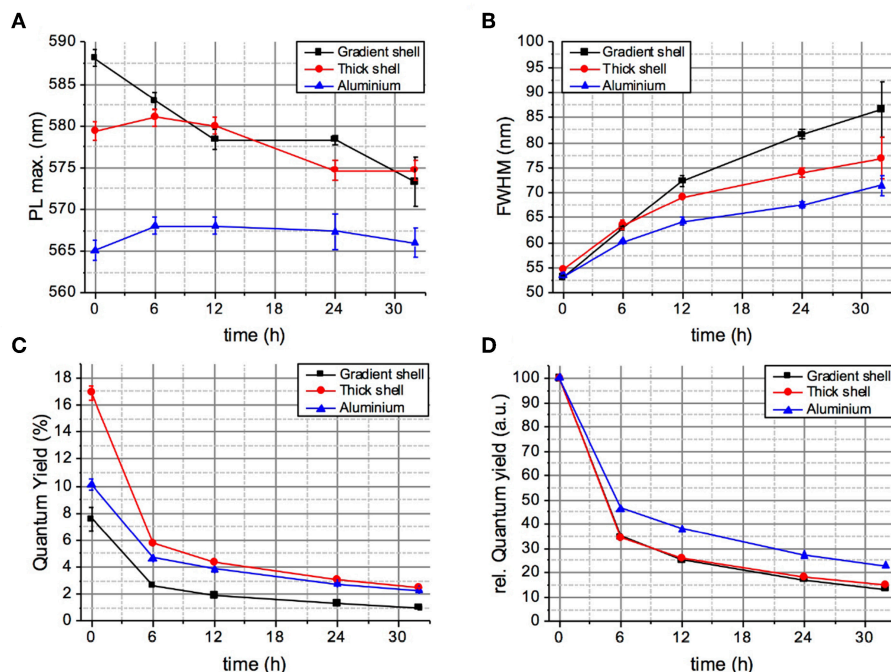 A
PL max. (nm)
590
585
580
575
570
565
560
Gradient shell
Thick shell
Aluminium
0 6 12 18 24 30
time (h)
B
FWHM (nm)
100
95
90
85
80
75
70
65
60
55
50
Gradient shell
Thick shell
Aluminium
0 6 12 18 24 30
time (h)
C
Quantum Yield (%)
18
16
14
12
10
8
6
4
2
0
Gradient shell
Thick shell
Aluminium
0 6 12 18 24 30
time (h)
D
rel. Quantum yield (a.u.)
100
90
80
70
60
50
40
30
20
10
0
Gradient shell
Thick shell
Aluminium
0 6 12 18 24 30
time (h)